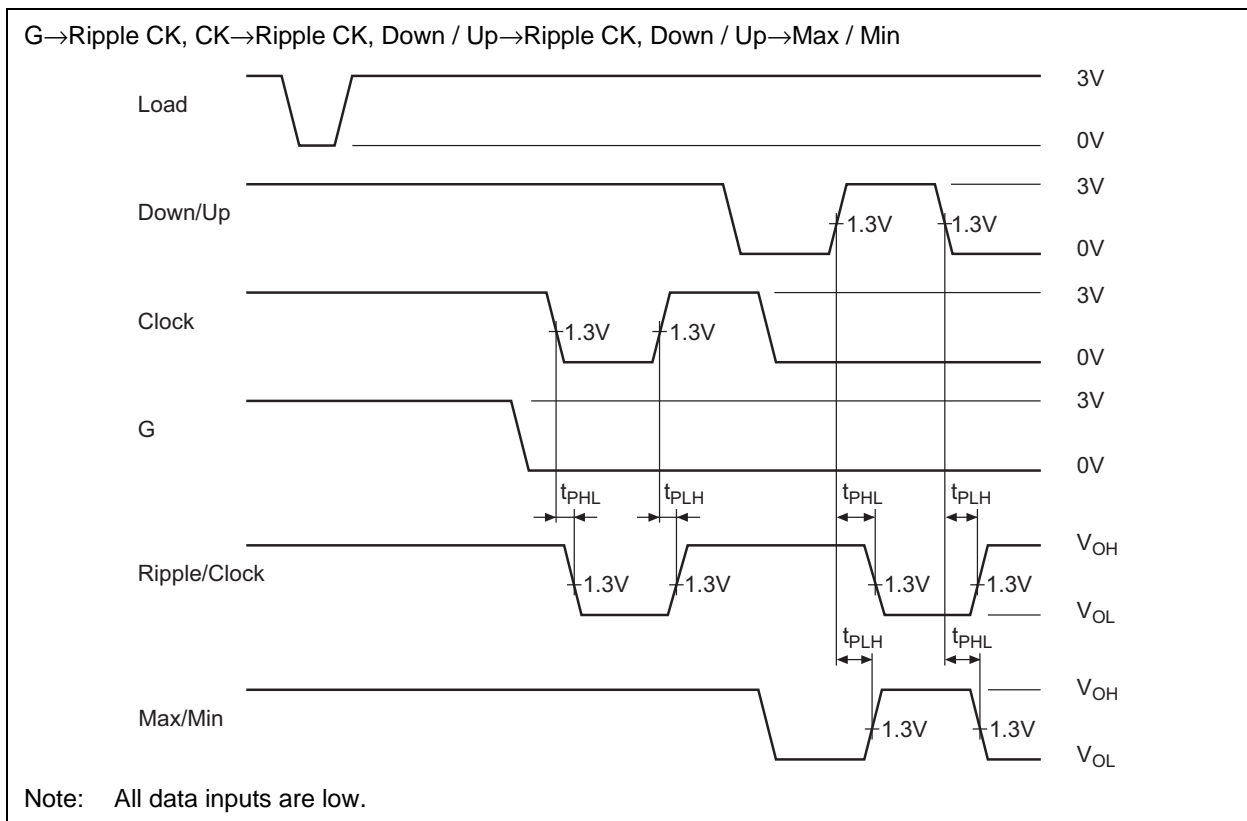 G→Ripple CK, CK→Ripple CK, Down / Up→Ripple CK, Down / Up→Max / Min
Load
3V
0V
Down/Up
1.3V
1.3V
3V
0V
Clock
1.3V
1.3V
3V
0V
G
3V
0V
tPHL
tPLH
tPHL
tPLH
Ripple/Clock
1.3V
1.3V
1.3V
1.3V
VOH
VOL
tPLH
tPHL
Max/Min
1.3V
1.3V
VOH
VOL
Note: All data inputs are low.